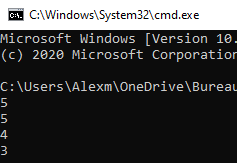 C:\Windows\System32\cmd.exe
Microsoft Windows [Version 10.
(c) 2020 Microsoft Corporation
C:\Users\Alexm\OneDrive\Bureau
5
5
4
3